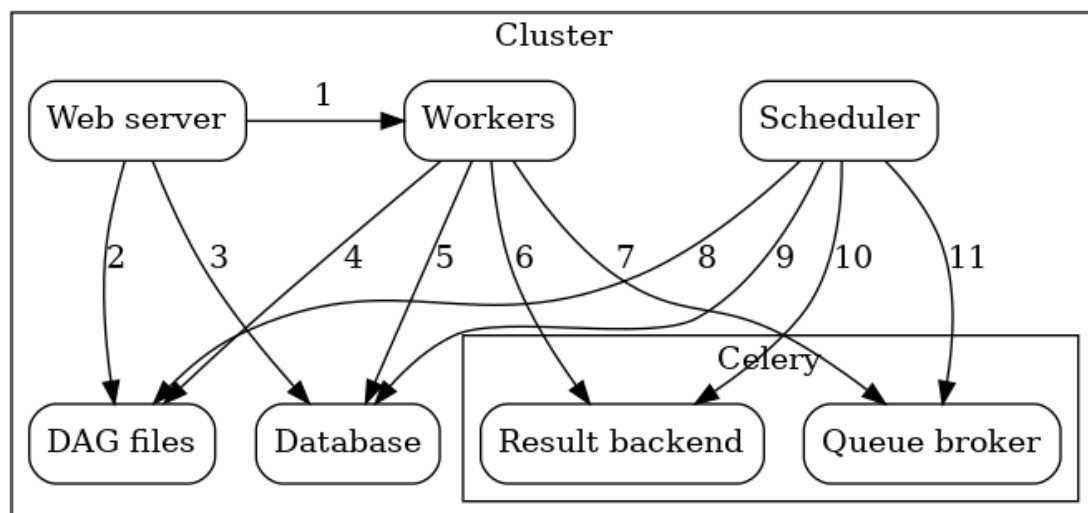 Cluster
1
Web server
Workers
Scheduler
2
3
4
5
6
7
8
9
10
11
Celery
DAG files
Database
Result backend
Queue broker